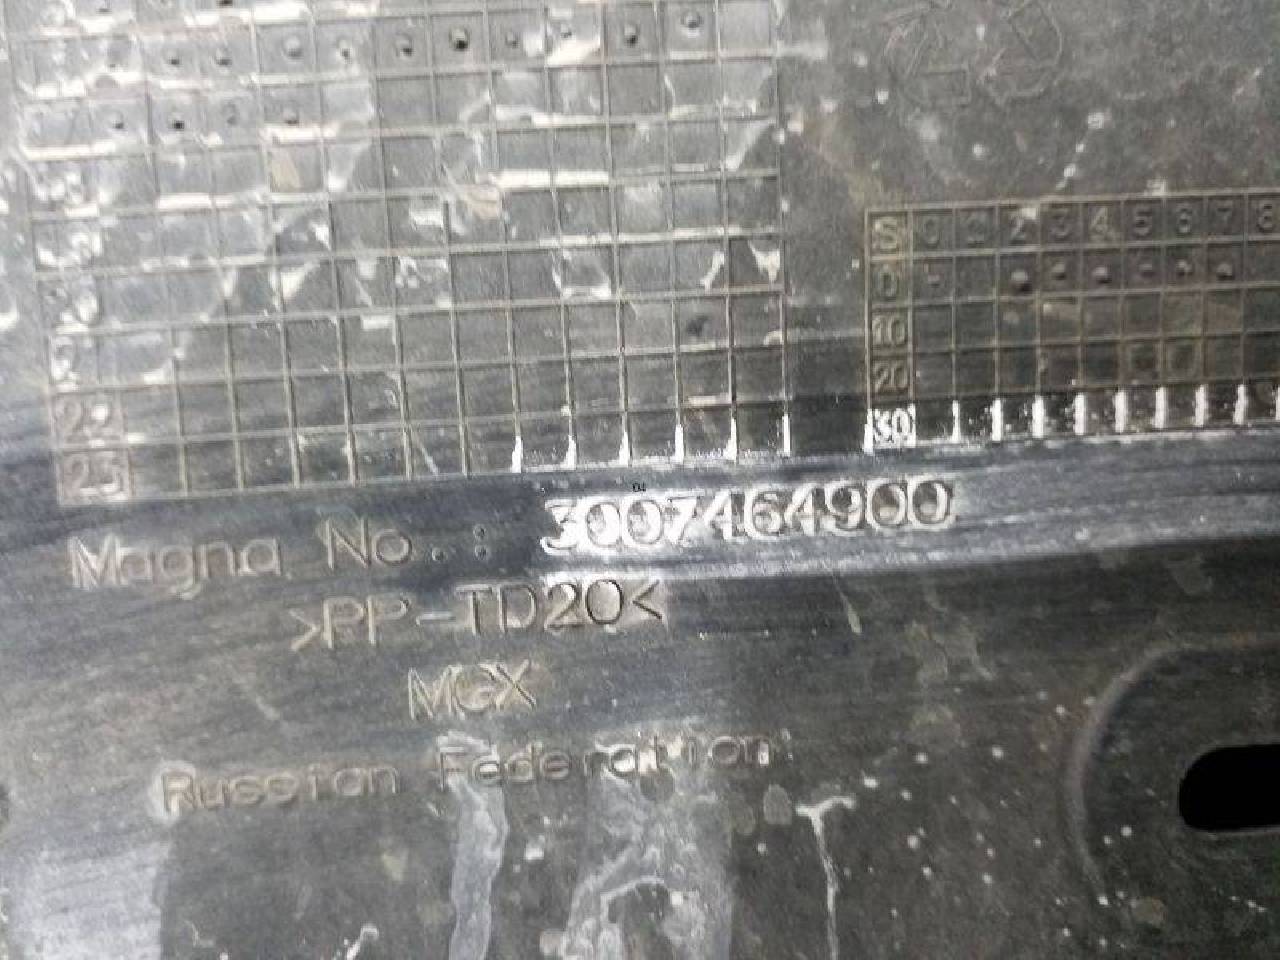 S 0 1 2 3 4 5 6 7 8
0
10
20
30
22
23
Magna No.: 3007464900
>PP-TD20<
MGX
Russian Federation